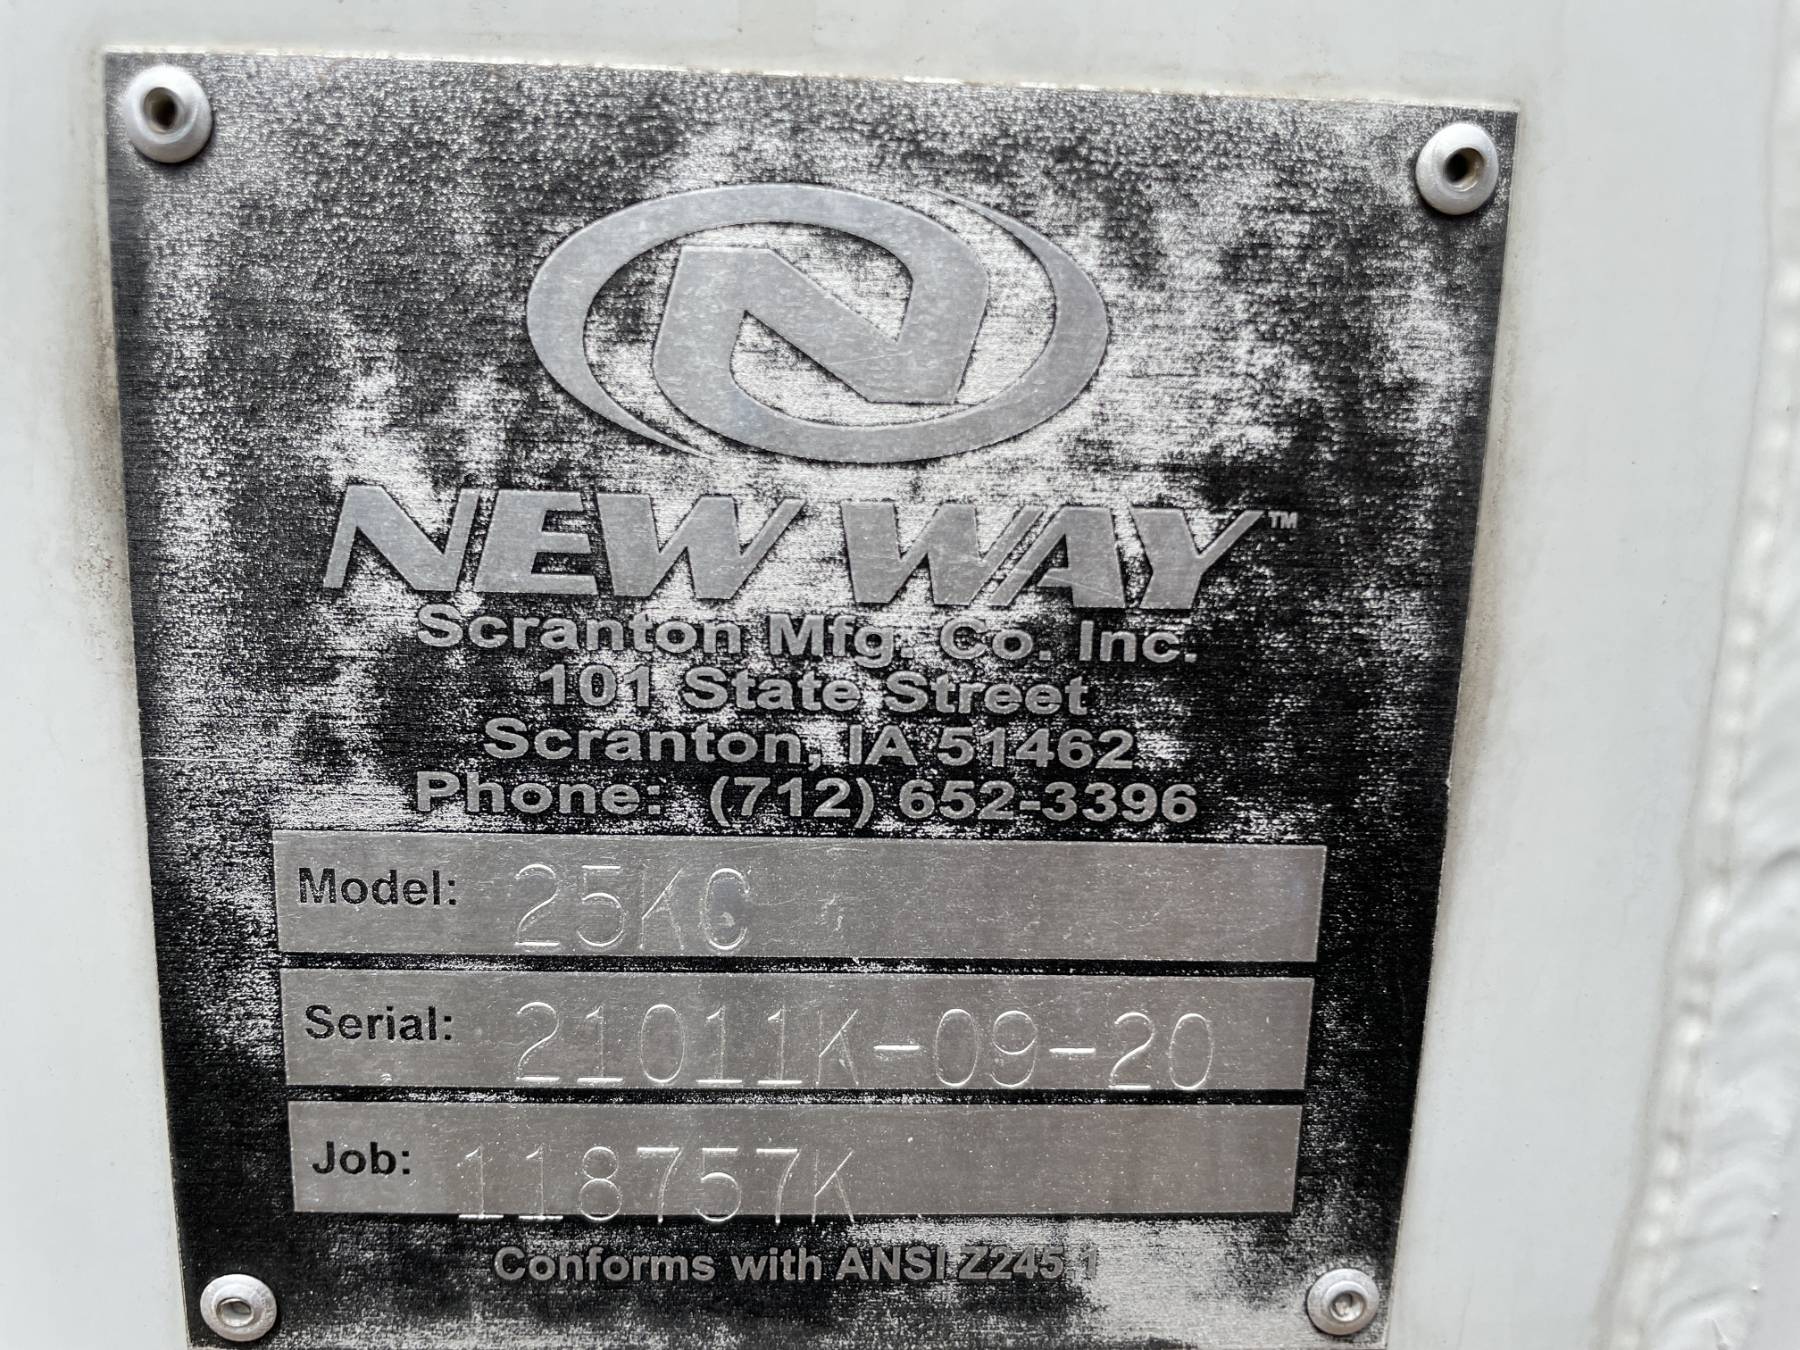 NEW WAY™
Scranton Mfg. Co. Inc.
101 State Street
Scranton, IA 51462
Phone: (712) 652-3396
Model: 25KC
Serial: 21011K-09-20
Job: 118757K
Conforms with ANSI Z245.1